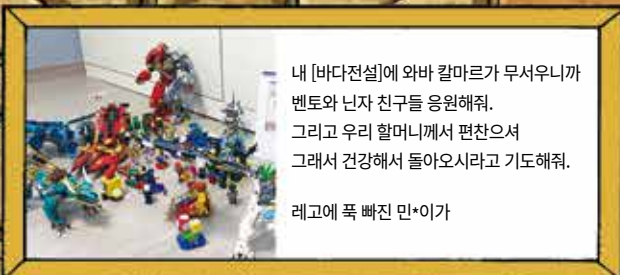 내 [바다전설]에 와바 칼마르가 무서우니까
벤토와 닌자 친구들 응원해줘.
그리고 우리 할머니께서 편찬으셔
그래서 건강해서 돌아오시라고 기도해줘.
레고에 푹 빠진 민*이가